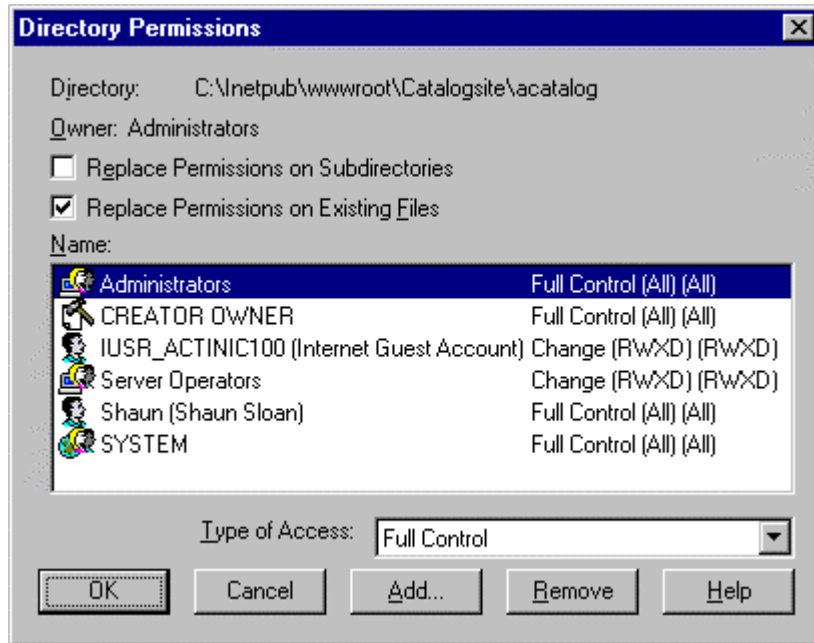 Directory Permissions
Directory: C:\Inetpub\wwwroot\Catalogsite\acatalog
Owner: Administrators
Replace Permissions on Subdirectories
Replace Permissions on Existing Files
Name:
Administrators Full Control (All) (All)
CREATOR OWNER Full Control (All) (All)
IUSR_ACTINIC100 (Internet Guest Account) Change (RWXD) (RWXD)
Server Operators Change (RWXD) (RWXD)
Shaun (Shaun Sloan) Full Control (All) (All)
SYSTEM Full Control (All) (All)
Type of Access: Full Control
OK Cancel Add... Remove Help